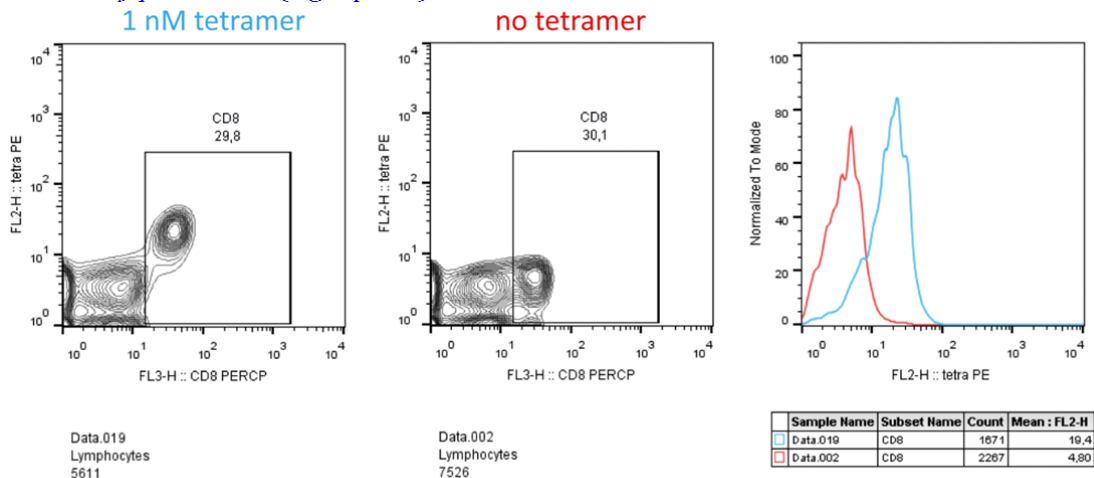 1 nM tetramer
no tetramer
10^4
10^3
10^2
10^1
10^0
FL2-H :: tetra PE
CD8
29,8
10^0 10^1 10^2 10^3 10^4
FL3-H :: CD8 PERCP
10^4
10^3
10^2
10^1
10^0
FL2-H :: tetra PE
CD8
30,1
10^0 10^1 10^2 10^3 10^4
FL3-H :: CD8 PERCP
100
80
60
40
20
0
Normalized To Mode
10^0 10^1 10^2 10^3 10^4
FL2-H :: tetra PE
Data.019
Lymphocytes
5611
Data.002
Lymphocytes
7526
Sample Name Subset Name Count Mean : FL2-H
Data.019 CD8 1671 19,4
Data.002 CD8 2267 4,80